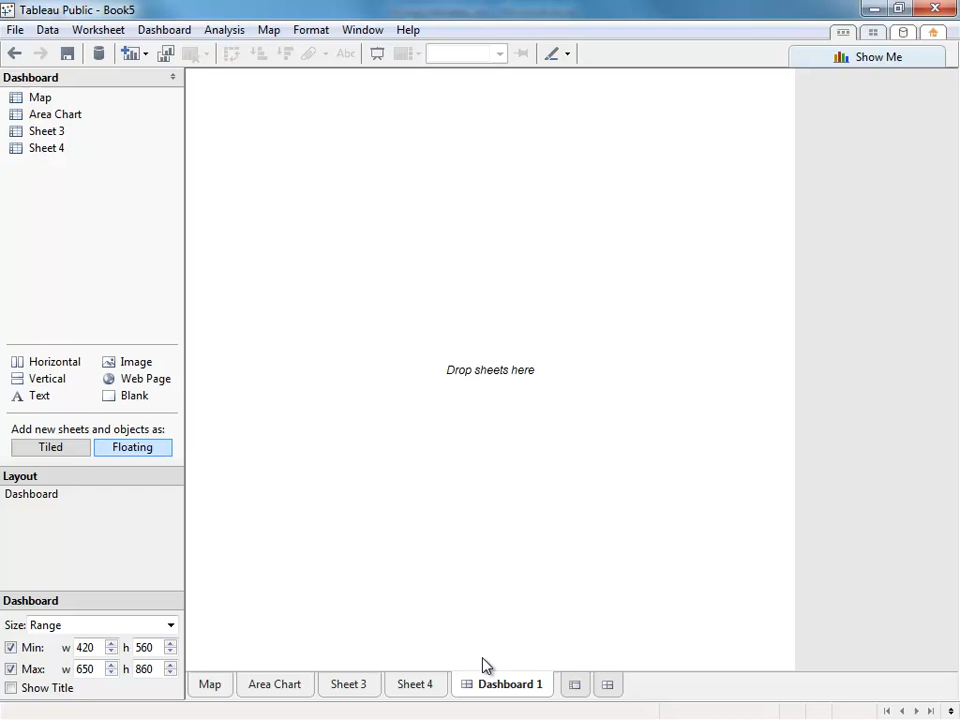 Tableau Public - Book5
File Data Worksheet Dashboard Analysis Map Format Window Help
Abc
Show Me
Dashboard
Map
Area Chart
Sheet 3
Sheet 4
Drop sheets here
Horizontal Image
Vertical Web Page
A Text Blank
Add new sheets and objects as:
Tiled Floating
Layout
Dashboard
Dashboard
Size: Range
Min: w 420 h 560
Max: w 650 h 860
Show Title
Map Area Chart Sheet 3 Sheet 4 Dashboard 1